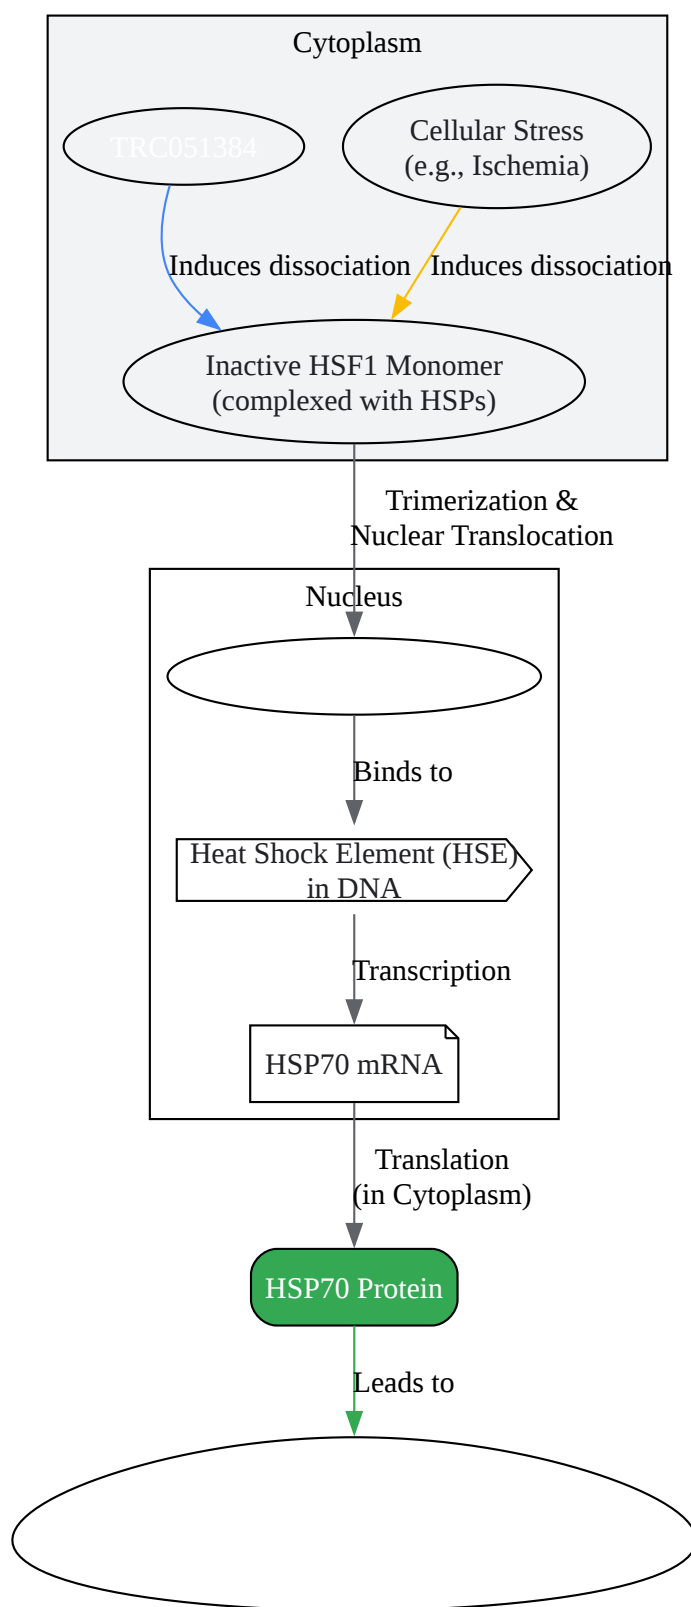 Cytoplasm
TRC051384
Cellular Stress
(e.g., Ischemia)
Induces dissociation
Induces dissociation
Inactive HSF1 Monomer
(complexed with HSPs)
Trimerization &
Nuclear Translocation
Nucleus
Binds to
Heat Shock Element (HSE)
in DNA
Transcription
HSP70 mRNA
Translation
(in Cytoplasm)
HSP70 Protein
Leads to